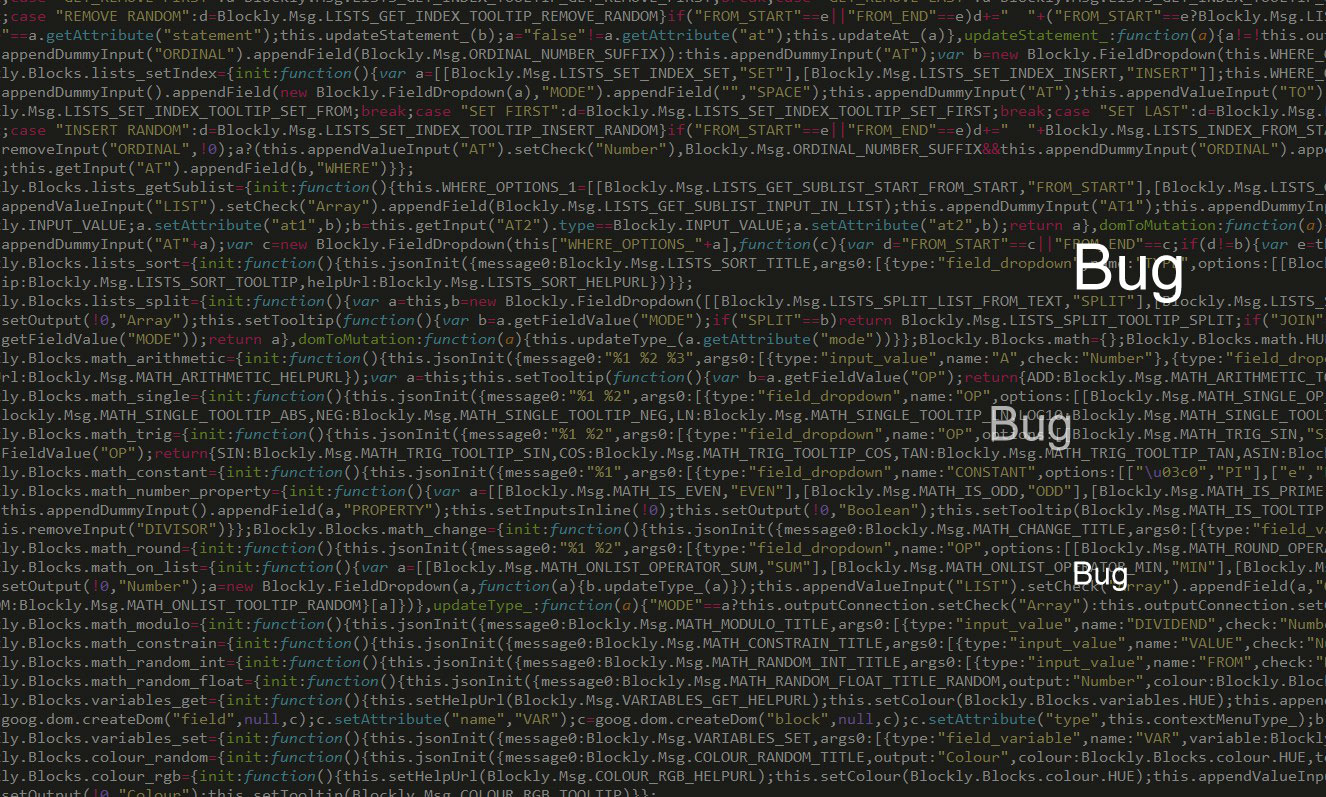 "REMOVE RANDOM":d=Blockly.Msg.LISTS_GET_INDEX_TOOLTIP_REMOVE_RANDOM}if("FROM_START"==e||"FROM_END"==e)d+="  "+("FROM_START"==e?Blockly.Msg.LI
"==a.getAttribute("statement");this.updateStatement_(b);a="false"!=a.getAttribute("at");this.updateAt_(a)},updateStatement_:function(a){a!=!this.ou
appendDummyInput("ORDINAL").appendField(Blockly.Msg.ORDINAL_NUMBER_SUFFIX)):this.appendDummyInput("AT");var b=new Blockly.FieldDropdown(this.WHERE_
ly.Blocks.lists_setIndex={init:function(){var a=[[Blockly.Msg.LISTS_SET_INDEX_SET,"SET"],[Blockly.Msg.LISTS_SET_INDEX_INSERT,"INSERT"]];this.WHERE_
appendDummyInput().appendField(new Blockly.FieldDropdown(a),"MODE").appendField("","SPACE");this.appendDummyInput("AT");this.appendValueInput("TO")
ly.Msg.LISTS_SET_INDEX_TOOLTIP_SET_FROM;break;case "SET FIRST":d=Blockly.Msg.LISTS_SET_INDEX_TOOLTIP_SET_FIRST;break;case "SET LAST":d=Blockly.Msg.
;case "INSERT RANDOM":d=Blockly.Msg.LISTS_SET_INDEX_TOOLTIP_INSERT_RANDOM}if("FROM_START"==e||"FROM_END"==e)d+="  "+Blockly.Msg.LISTS_INDEX_FROM_STA
removeInput("ORDINAL",!0);a?(this.appendValueInput("AT").setCheck("Number"),Blockly.Msg.ORDINAL_NUMBER_SUFFIX&&this.appendDummyInput("ORDINAL").app
;this.getInput("AT").appendField(b,"WHERE")}};
ly.Blocks.lists_getSublist={init:function(){this.WHERE_OPTIONS_1=[[Blockly.Msg.LISTS_GET_SUBLIST_START_FROM_START,"FROM_START"],[Blockly.Msg.LISTS_
appendValueInput("LIST").setCheck("Array").appendField(Blockly.Msg.LISTS_GET_SUBLIST_INPUT_IN_LIST);this.appendDummyInput("AT1");this.appendDummyIn
ly.INPUT_VALUE;a.setAttribute("at1",b);b=this.getInput("AT2").type==Blockly.INPUT_VALUE;a.setAttribute("at2",b);return a},domToMutation:function(a)
appendDummyInput("AT"+a);var c=new Blockly.FieldDropdown(this["WHERE_OPTIONS_"+a],function(c){var d="FROM_START"==c||"FROM_END"==c;if(d!=b){var e=t
ly.Blocks.lists_sort={init:function(){this.jsonInit({message0:Blockly.Msg.LISTS_SORT_TITLE,args0:[{type:"field_dropdown ,options:[[Bloc
Bug
ip:Blockly.Msg.LISTS_SORT_TOOLTIP,helpUrl:Blockly.Msg.LISTS_SORT_HELPURL})}};
ly.Blocks.lists_split={init:function(){var a=this,b=new Blockly.FieldDropdown([[Blockly.Msg.LISTS_SPLIT_LIST_FROM_TEXT,"SPLIT"],[Blockly.Msg.LISTS_
setOutput(!0,"Array");this.setTooltip(function(){var b=a.getFieldValue("MODE");if("SPLIT"==b)return Blockly.Msg.LISTS_SPLIT_TOOLTIP_SPLIT;if("JOIN"
getFieldValue("MODE"));return a},domToMutation:function(a){this.updateType_(a.getAttribute("mode"))}};Blockly.Blocks.math={};Blockly.Blocks.math.HU
ly.Blocks.math_arithmetic={init:function(){this.jsonInit({message0:"%1 %2 %3",args0:[{type:"input_value",name:"A",check:"Number"},{type:"field_drop
rl:Blockly.Msg.MATH_ARITHMETIC_HELPURL});var a=this;this.setTooltip(function(){var b=a.getFieldValue("OP");return{ADD:Blockly.Msg.MATH_ARITHMETIC_T
ly.Blocks.math_single={init:function(){this.jsonInit({message0:"%1 %2",args0:[{type:"field_dropdown",name:"OP",options:[[Blockly.Msg.MATH_SINGLE_OP
lockly.Msg.MATH_SINGLE_TOOLTIP_ABS,NEG:Blockly.Msg.MATH_SINGLE_TOOLTIP_NEG,LN:Blockly.Msg.MATH_SINGLE_TOOLTIP_ Blockly.Msg.MATH_SINGLE_TOOL
Bug
ly.Blocks.math_trig={init:function(){this.jsonInit({message0:"%1 %2",args0:[{type:"field_dropdown",name:"OP", Blockly.Msg.MATH_TRIG_SIN,"S
FieldValue("OP");return{SIN:Blockly.Msg.MATH_TRIG_TOOLTIP_SIN,COS:Blockly.Msg.MATH_TRIG_TOOLTIP_COS,TAN:Blockly.Msg.MATH_TRIG_TOOLTIP_TAN,ASIN:Bloc
ly.Blocks.math_constant={init:function(){this.jsonInit({message0:"%1",args0:[{type:"field_dropdown",name:"CONSTANT",options:[["\u03c0","PI"],["e","
ly.Blocks.math_number_property={init:function(){var a=[[Blockly.Msg.MATH_IS_EVEN,"EVEN"],[Blockly.Msg.MATH_IS_ODD,"ODD"],[Blockly.Msg.MATH_IS_PRIME
this.appendDummyInput().appendField(a,"PROPERTY");this.setInputsInline(!0);this.setOutput(!0,"Boolean");this.setTooltip(Blockly.Msg.MATH_IS_TOOLTIP
is.removeInput("DIVISOR")}};Blockly.Blocks.math_change={init:function(){this.jsonInit({message0:Blockly.Msg.MATH_CHANGE_TITLE,args0:[{type:"field_v
ly.Blocks.math_round={init:function(){this.jsonInit({message0:"%1 %2",args0:[{type:"field_dropdown",name:"OP",options:[[Blockly.Msg.MATH_ROUND_OPER
ly.Blocks.math_on_list={init:function(){var a=[[Blockly.Msg.MATH_ONLIST_OPERATOR_SUM,"SUM"],[Blockly.Msg.MATH_ONLIST_OPERATOR_MIN,"MIN"],[Blockly.M
Bug
setOutput(!0,"Number");a=new Blockly.FieldDropdown(a,function(a){b.updateType_(a)});this.appendValueInput("LIST").setCheck("Array").appendField(a,"
M:Blockly.Msg.MATH_ONLIST_TOOLTIP_RANDOM}[a]})},updateType_:function(a){"MODE"==a?this.outputConnection.setCheck("Array"):this.outputConnection.set
ly.Blocks.math_modulo={init:function(){this.jsonInit({message0:Blockly.Msg.MATH_MODULO_TITLE,args0:[{type:"input_value",name:"DIVIDEND",check:"Numb
ly.Blocks.math_constrain={init:function(){this.jsonInit({message0:Blockly.Msg.MATH_CONSTRAIN_TITLE,args0:[{type:"input_value",name:"VALUE",check:"N
ly.Blocks.math_random_int={init:function(){this.jsonInit({message0:Blockly.Msg.MATH_RANDOM_INT_TITLE,args0:[{type:"input_value",name:"FROM",check:"
ly.Blocks.math_random_float={init:function(){this.jsonInit({message0:Blockly.Msg.MATH_RANDOM_FLOAT_TITLE_RANDOM,output:"Number",colour:Blockly.Bloc
ly.Blocks.variables_get={init:function(){this.setHelpUrl(Blockly.Msg.VARIABLES_GET_HELPURL);this.setColour(Blockly.Blocks.variables.HUE);this.appen
goog.dom.createDom("field",null,c);c.setAttribute("name","VAR");c=goog.dom.createDom("block",null,c);c.setAttribute("type",this.contextMenuType_);b
ly.Blocks.variables_set={init:function(){this.jsonInit({message0:Blockly.Msg.VARIABLES_SET,args0:[{type:"field_variable",name:"VAR",variable:Blockl
ly.Blocks.colour_random={init:function(){this.jsonInit({message0:Blockly.Msg.COLOUR_RANDOM_TITLE,output:"Colour",colour:Blockly.Blocks.colour.HUE,t
ly.Blocks.colour_rgb={init:function(){this.setHelpUrl(Blockly.Msg.COLOUR_RGB_HELPURL);this.setColour(Blockly.Blocks.colour.HUE);this.appendValueInp
setOutput(!0,"Colour");this.setTooltip(Blockly.Msg.COLOUR_RGB_TOOLTIP)}};